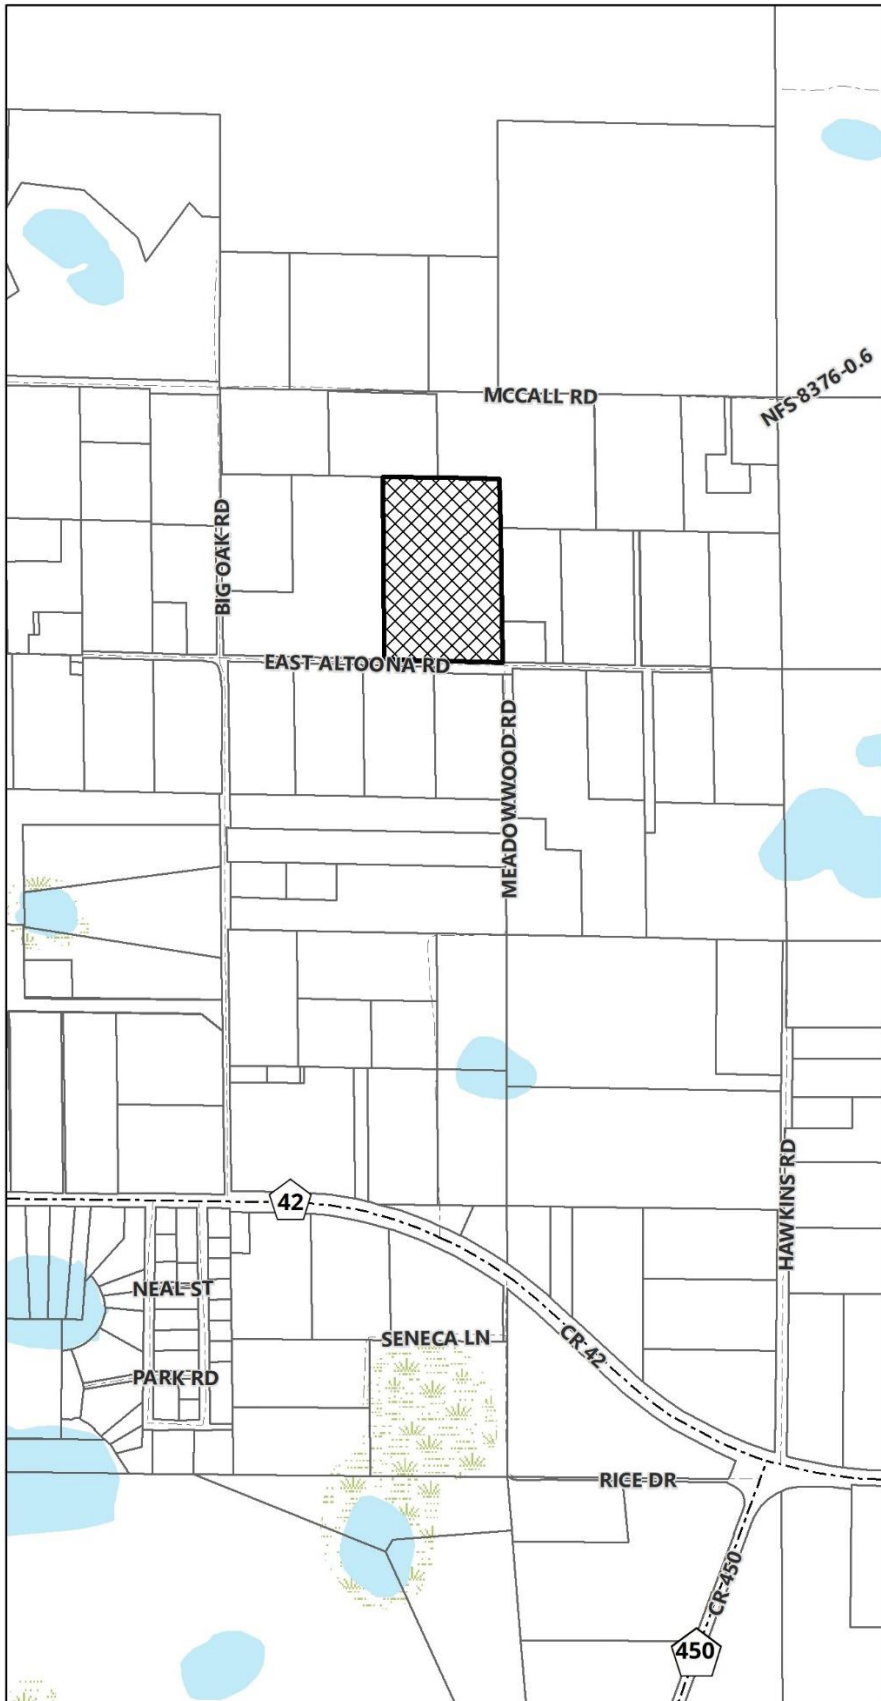 MCCALL RD
NFS 8376-0.6
BIG OAK RD
EAST ALTOONA RD
MEADOWWOOD RD
HAWKINS RD
42
NEAL ST
SENECA LN
CR 42
PARK RD
RICE DR
CR 450
450